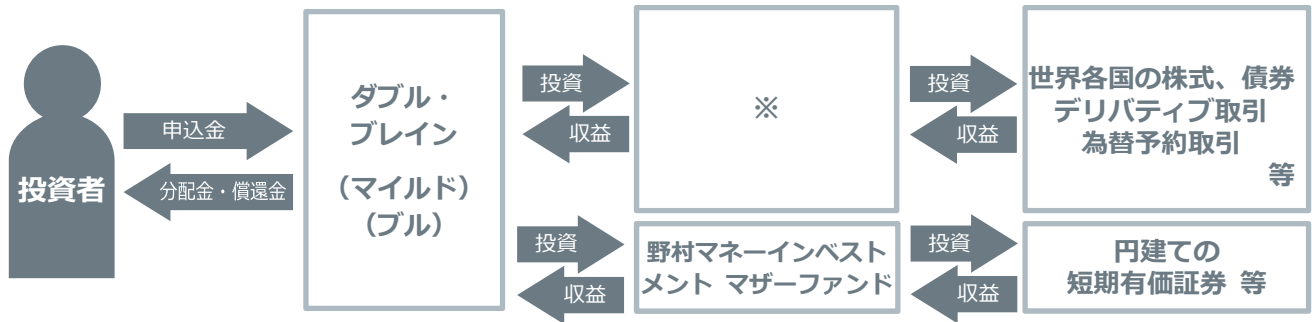 投資者
申込金
分配金・償還金
ダブル・
ブレイン
（マイルド）
（ブル）
投資
収益
※
投資
収益
世界各国の株式、債券
デリバティブ取引
為替予約取引
等
投資
収益
野村マネーインベスト
メント マザーファンド
投資
収益
円建ての
短期有価証券 等